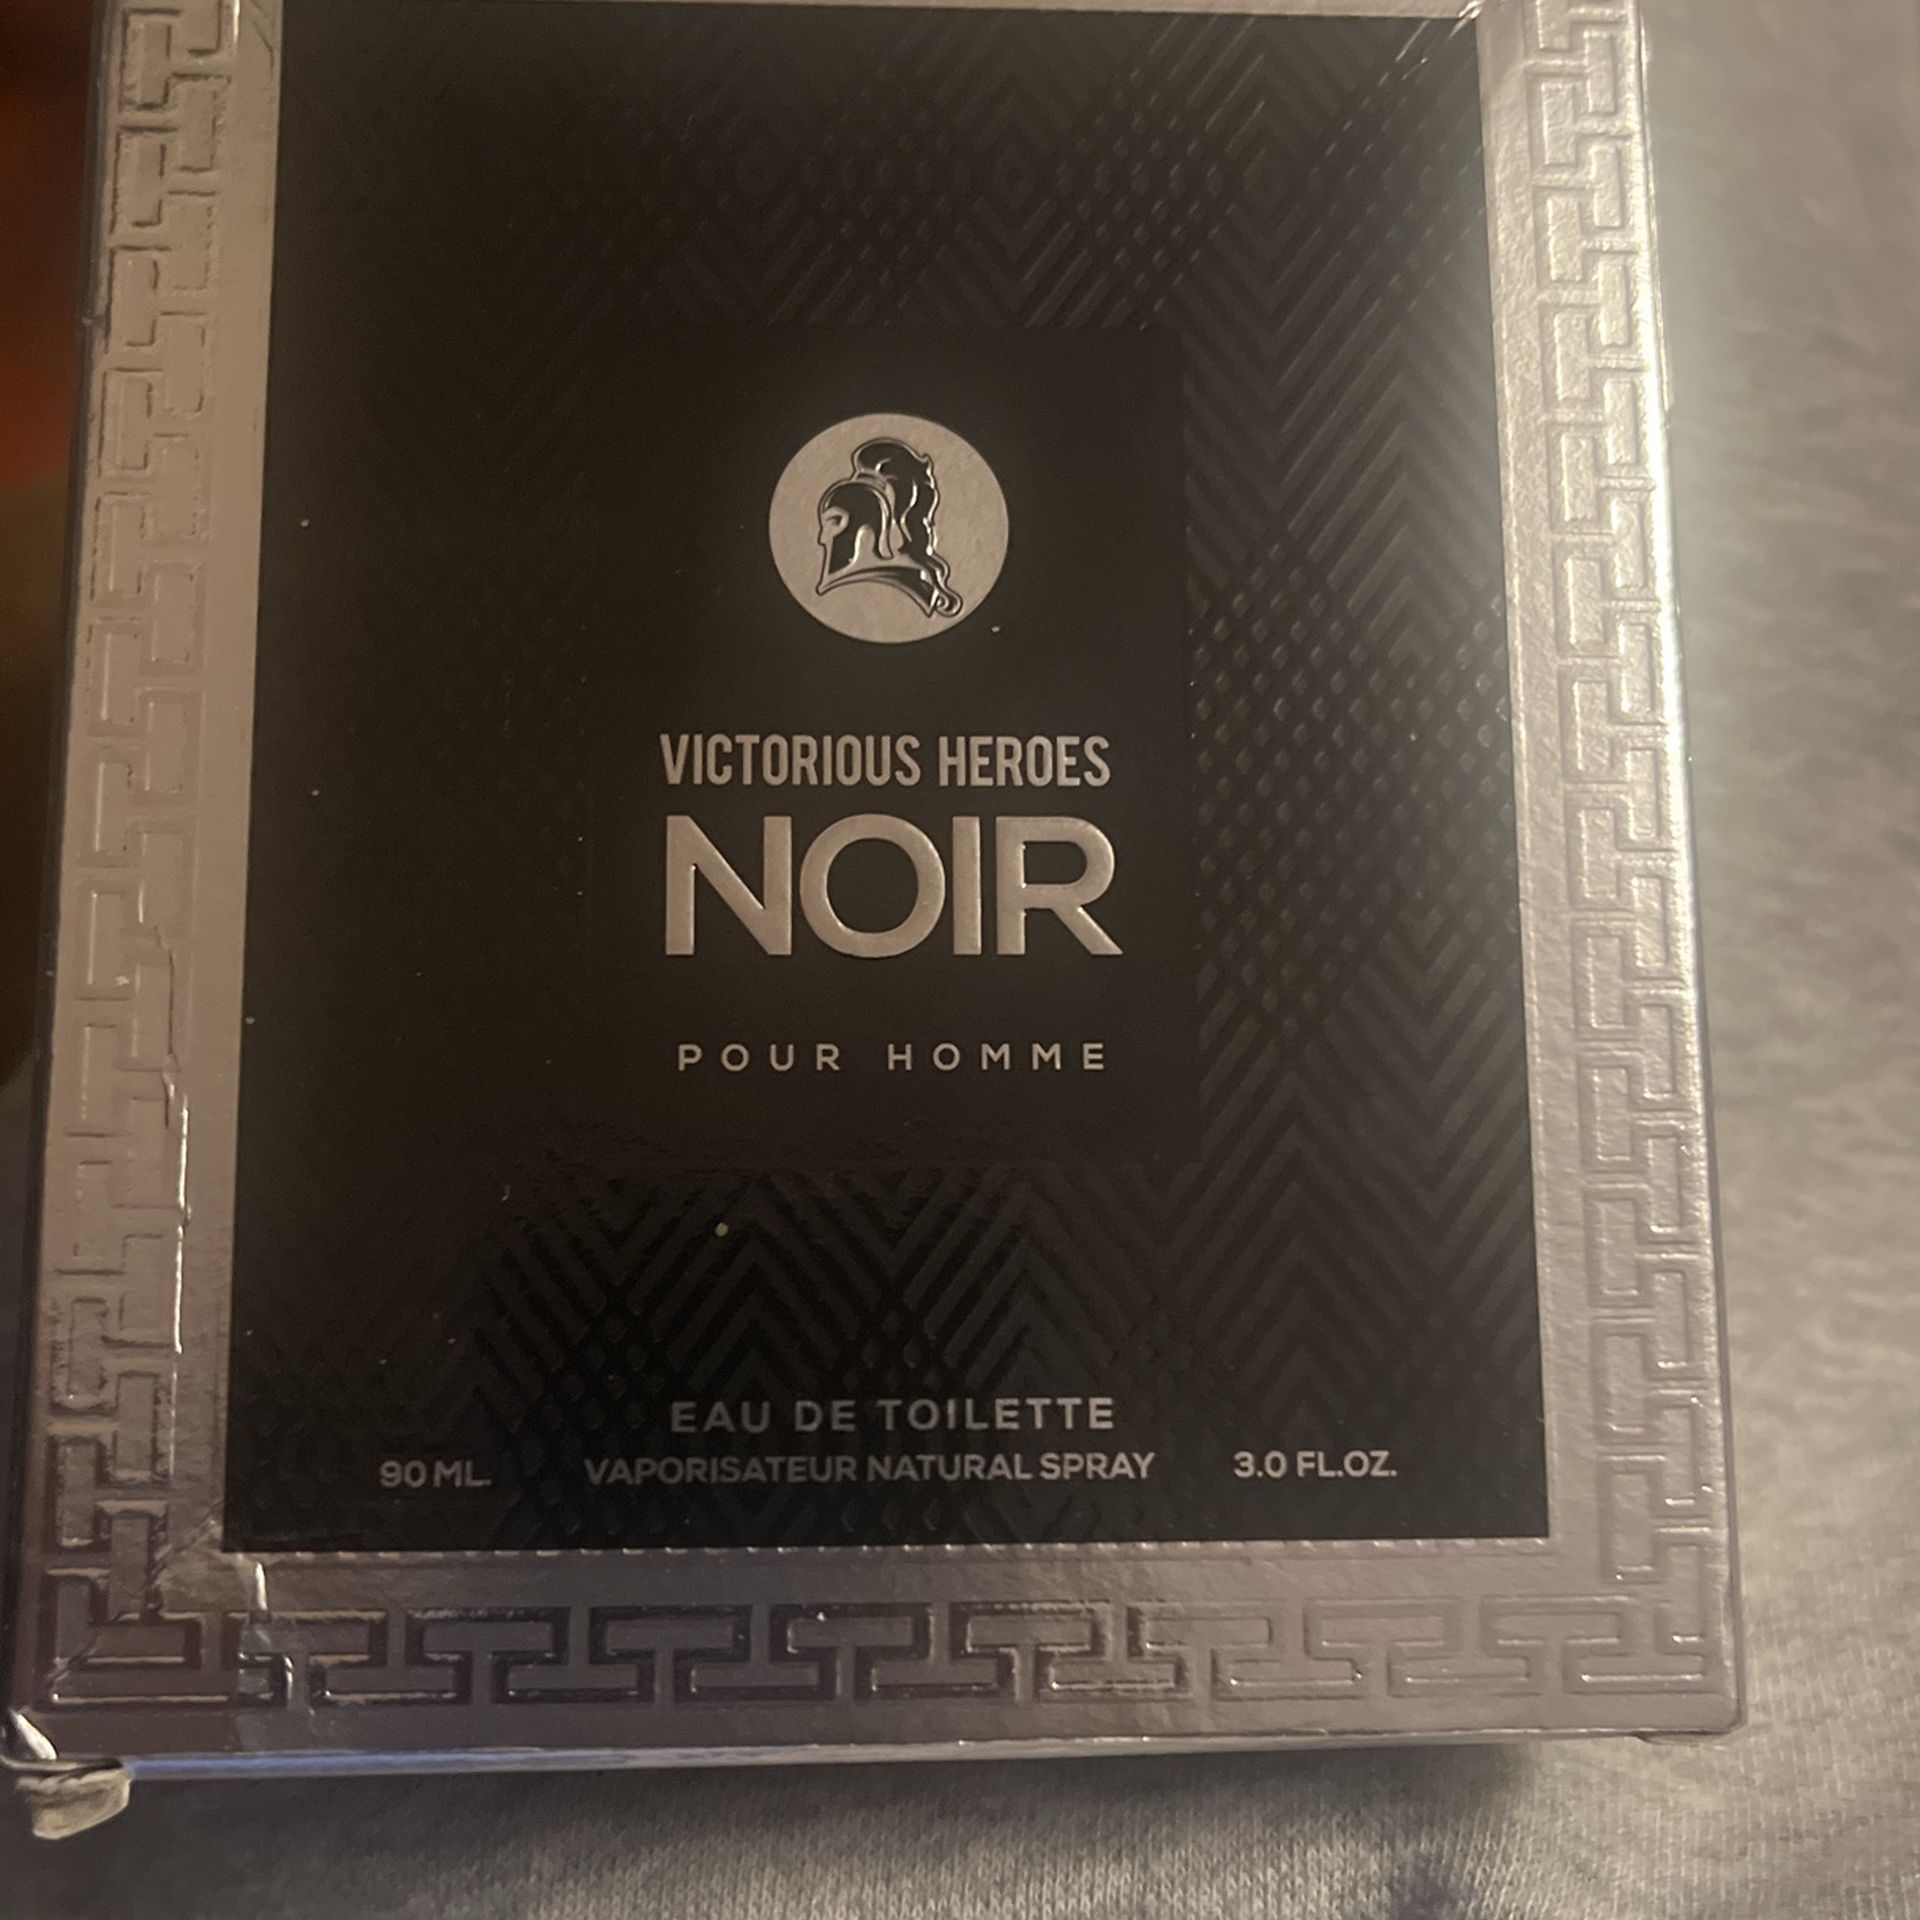 VICTORIOUS HEROES
NOIR
POUR HOMME
EAU DE TOILETTE
90 ML. VAPORISATEUR NATURAL SPRAY 3.0 FL.OZ.